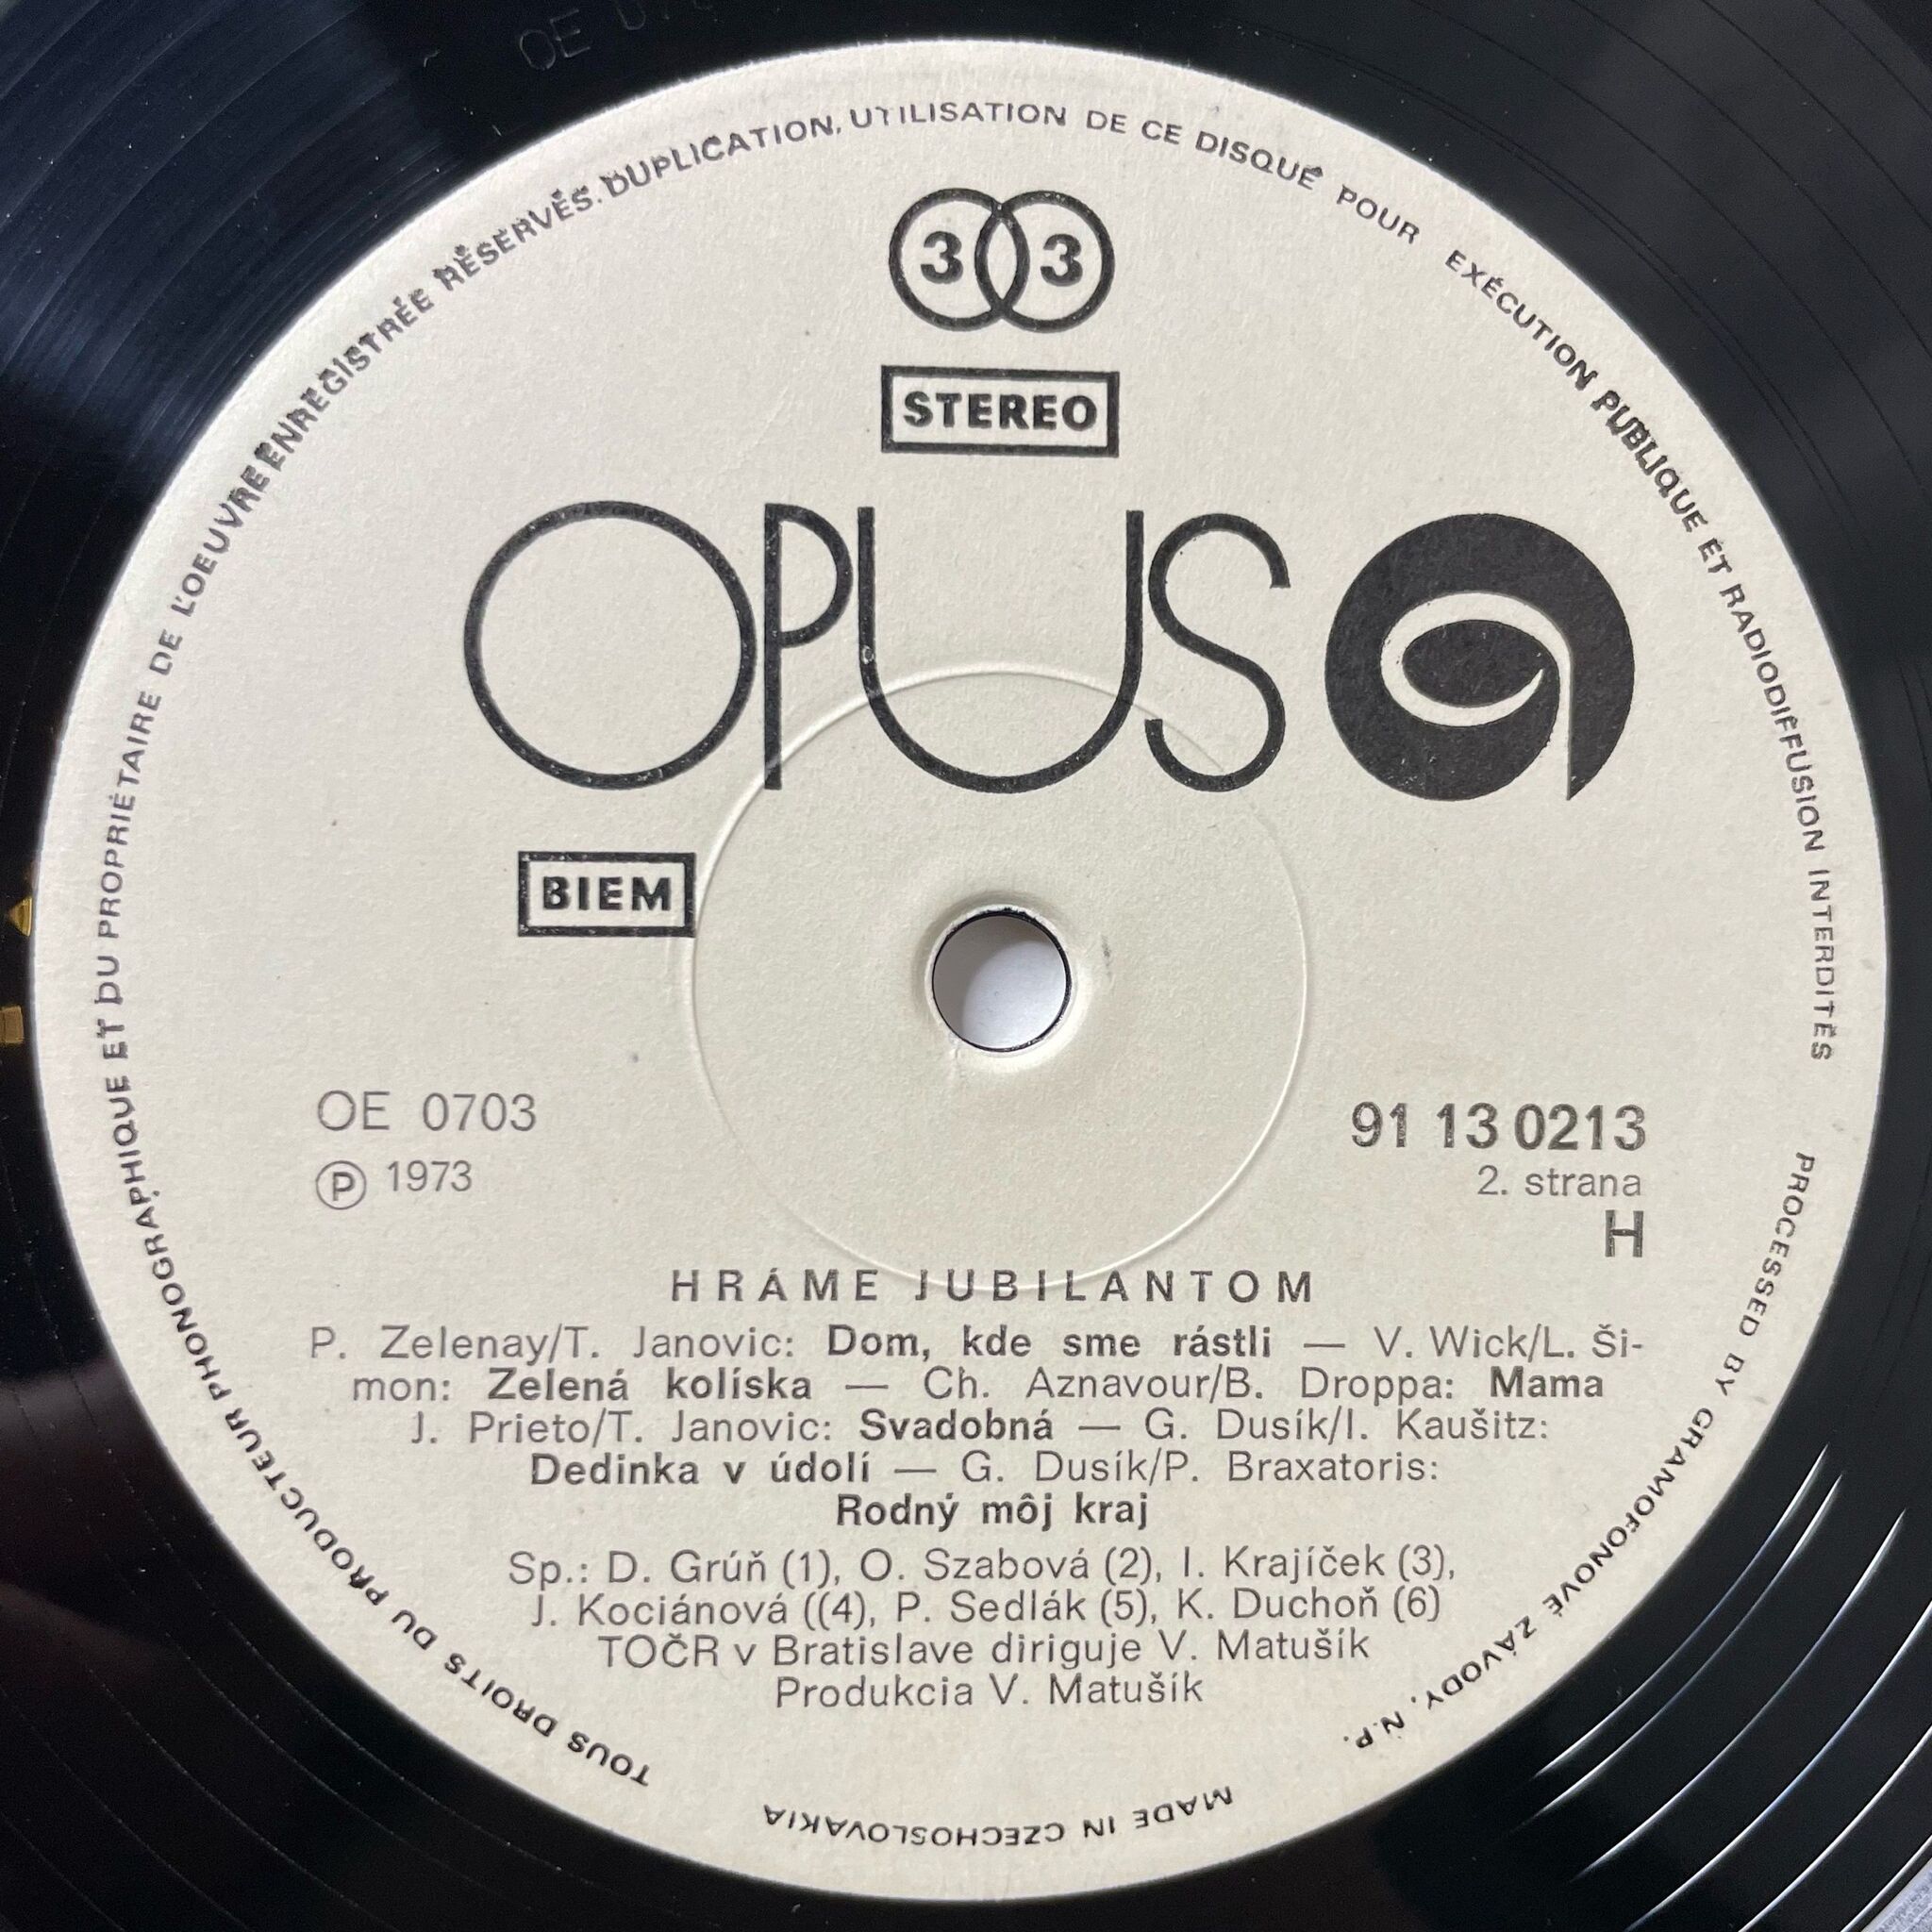 TOUS DROITS DU PRODUCTEUR PHONOGRAPHIQUE ET DU PROPRIÉTAIRE DE L'OEUVRE ENREGISTRÉE RÉSERVÉS. DUPLICATION, UTILISATION DE CE DISQUE POUR EXÉCUTION PUBLIQUE ET RADIODIFFUSION INTERDITÉS
33
STEREO
OPUS
BIEM
OE 0703
91 13 0213
Ⓟ 1973
2. strana
H
HRÁME JUBILANTOM
P. Zelenay/T. Janovic: Dom, kde sme rástli — V. Wick/L. Ši-
mon: Zelená kolíska — Ch. Aznavour/B. Droppa: Mama
J. Prieto/T. Janovic: Svadobná — G. Dusík/I. Kaušitz:
Dedinka v údolí — G. Dusík/P. Braxatoris:
Rodný môj kraj
Sp.: D. Grúň (1), O. Szabová (2), I. Krajíček (3),
J. Kociánová ((4), P. Sedlák (5), K. Duchoň (6)
TOČR v Bratislave diriguje V. Matušík
Produkcia V. Matušík
PROCESSED BY GRAMOFONOVÉ ZÁVODY, N.P.
MADE IN CZECHOSLOVAKIA